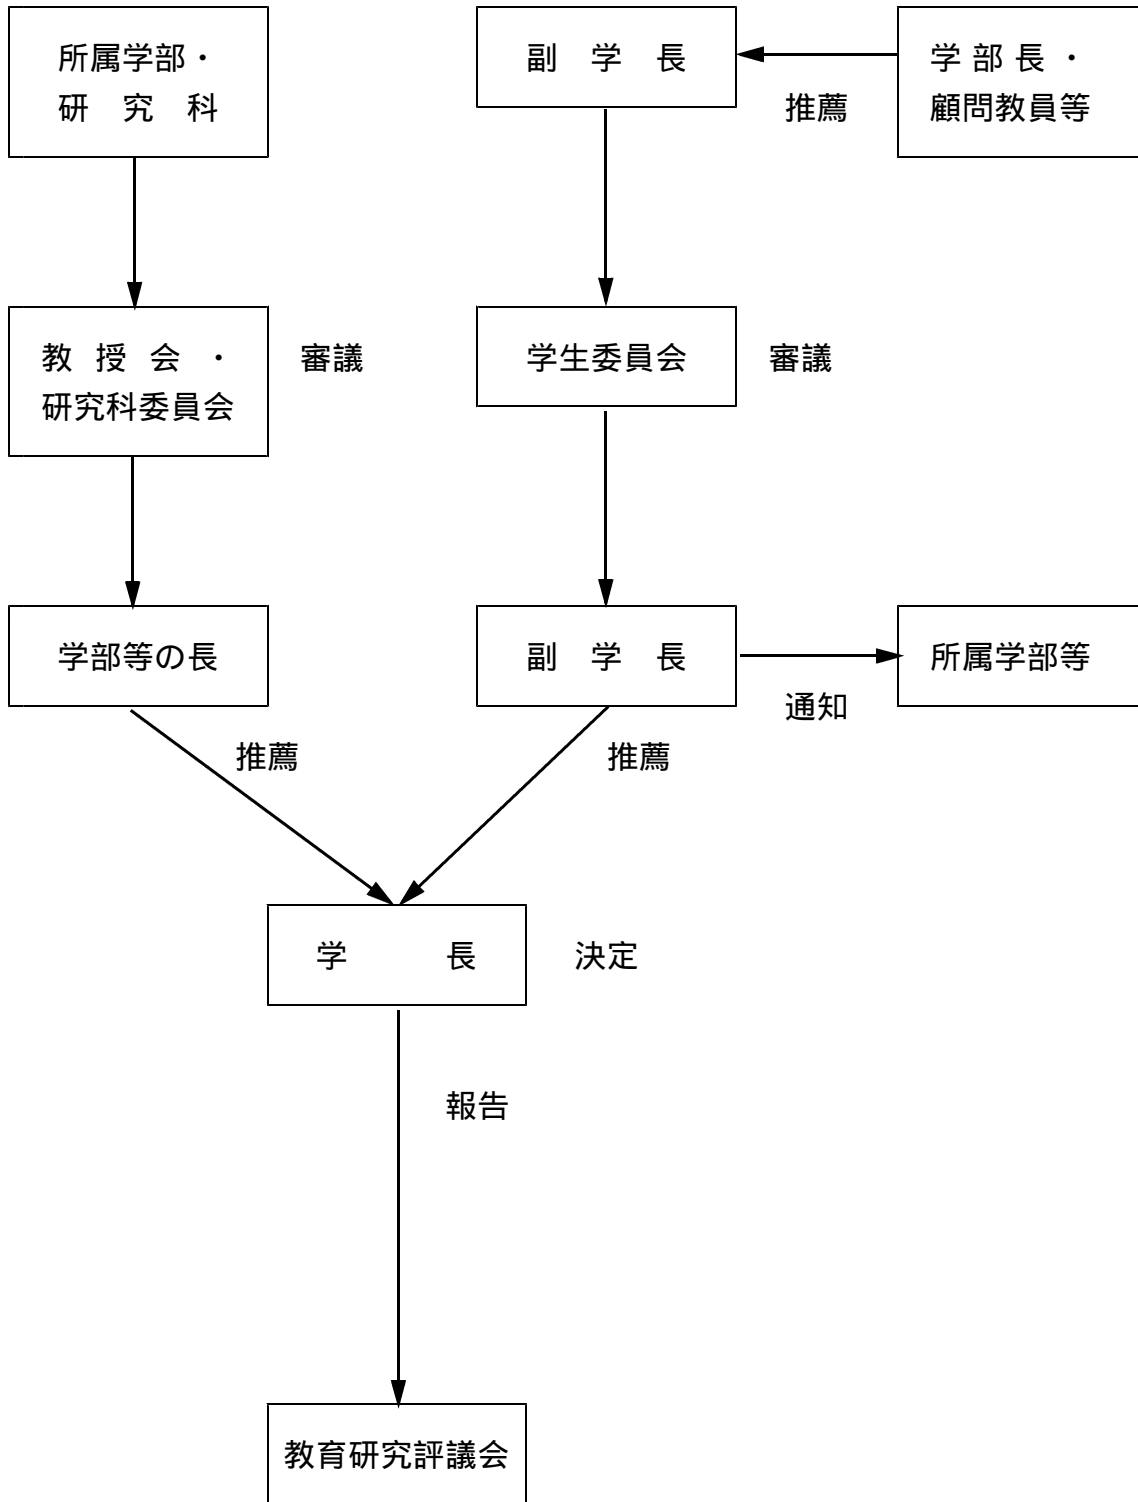 所属学部・
研　究　科
副　学　長
推薦
学 部 長 ・
顧問教員等
教 授 会 ・
研究科委員会
審議
学生委員会
審議
学部等の長
副　学　長
通知
所属学部等
推薦
推薦
学　　　長
決定
報告
教育研究評議会